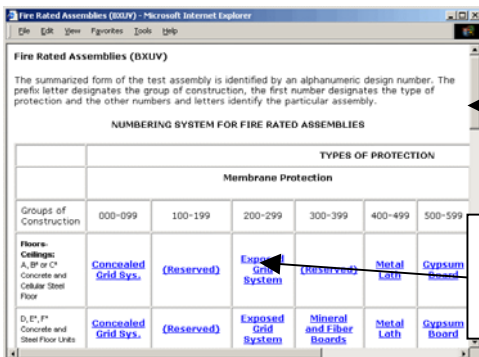 Fire Rated Assemblies (BXUV) - Microsoft Internet Explorer
File Edit View Favorites Tools Help
Fire Rated Assemblies (BXUV)
The summarized form of the test assembly is identified by an alphanumeric design number. The
prefix letter designates the group of construction, the first number designates the type of
protection and the other numbers and letters identify the particular assembly.
NUMBERING SYSTEM FOR FIRE RATED ASSEMBLIES
TYPES OF PROTECTION
Membrane Protection
Groups of
Construction
000-099
100-199
200-299
300-399
400-499
500-599
Floors-
Ceilings:
A, B* or C*
Concrete and
Cellular Steel
Floor
Concealed
Grid Sys.
(Reserved)
Exposed
Grid
System
(Reserved)
Metal
Lath
Gypsum
Board
D, E*, F*
Concrete and
Steel Floor Units
Concealed
Grid Sys.
(Reserved)
Exposed
Grid
System
Mineral
and Fiber
Boards
Metal
Lath
Gypsum
Board